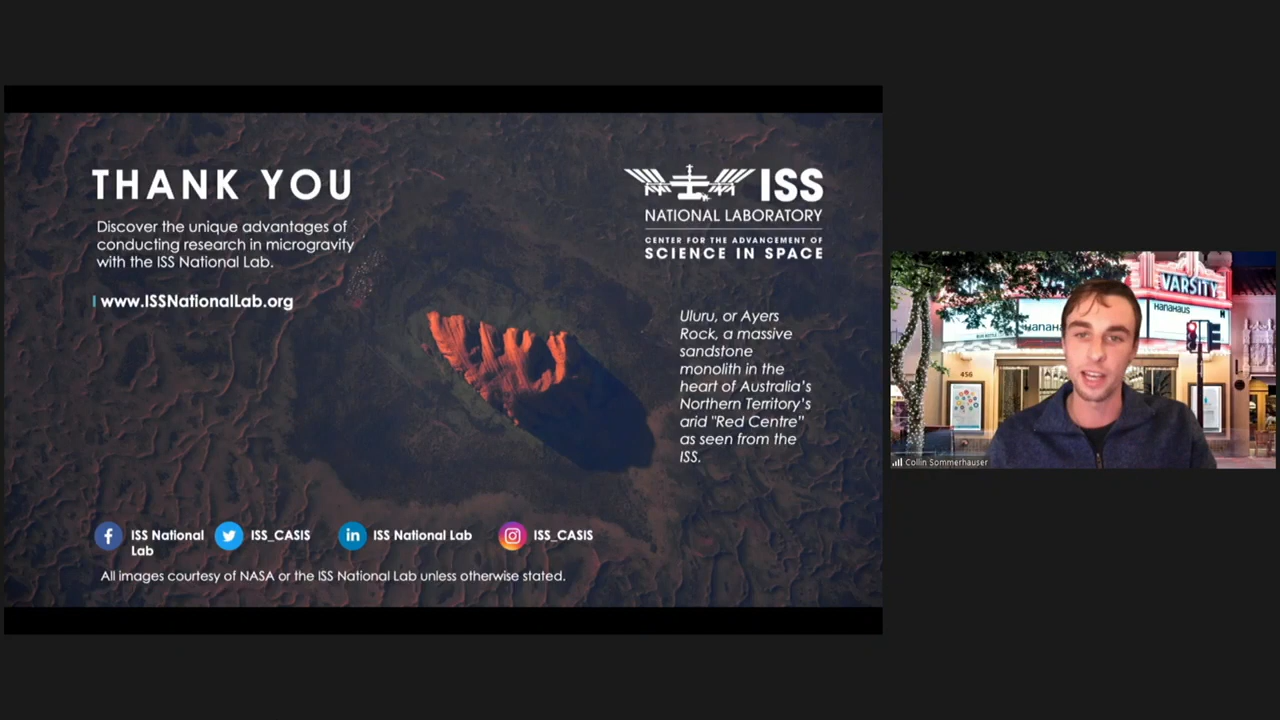 THANK YOU
Discover the unique advantages of
conducting research in microgravity
with the ISS National Lab.
www.ISSNationalLab.org
ISS
NATIONAL LABORATORY
CENTER FOR THE ADVANCEMENT OF
SCIENCE IN SPACE
Uluru, or Ayers
Rock, a massive
sandstone
monolith in the
heart of Australia's
Northern Territory's
arid "Red Centre"
as seen from the
ISS.
ISS National
Lab
ISS_CASIS
ISS National Lab
ISS_CASIS
All images courtesy of NASA or the ISS National Lab unless otherwise stated.
VARSITY
HanaHaus
456
Collin Sommerhauser